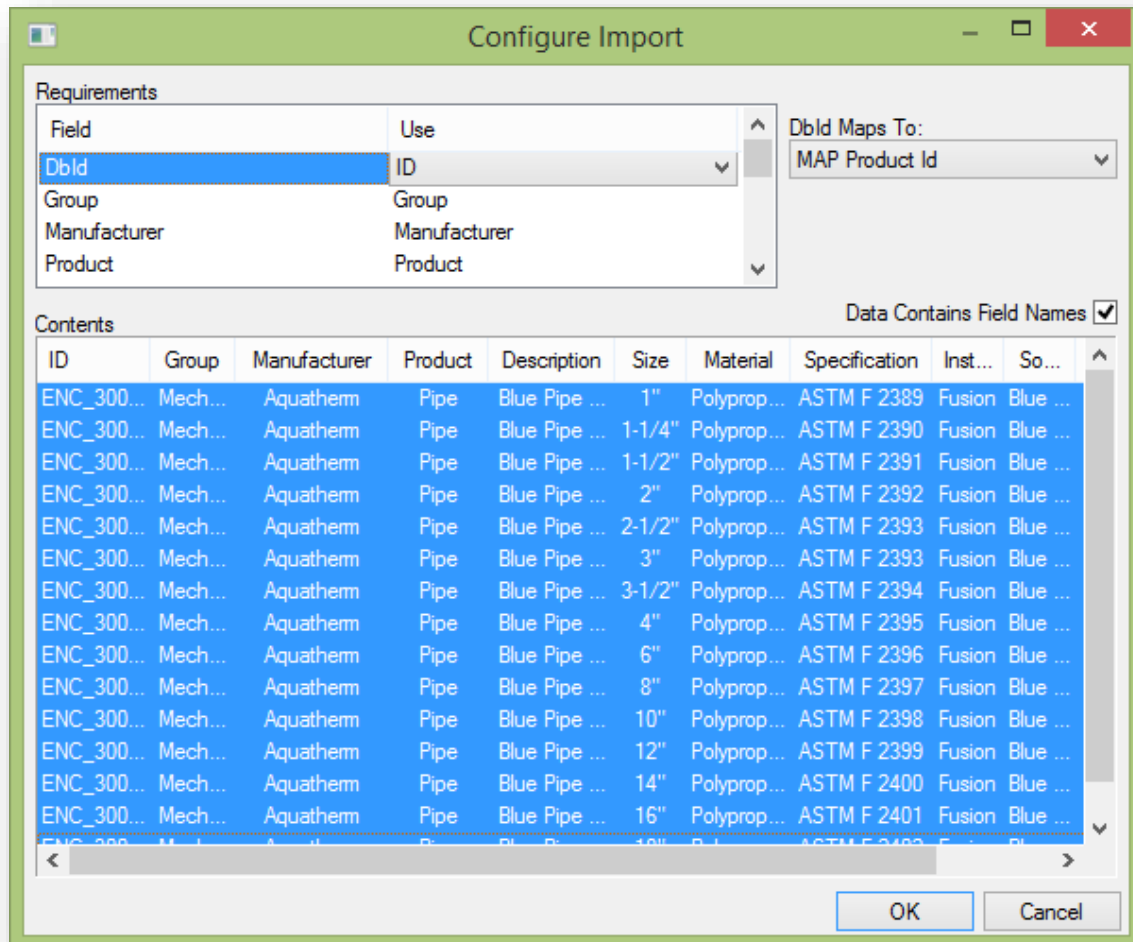 Configure Import
Requirements
Field Use
DbId ID
Group Group
Manufacturer Manufacturer
Product Product
DbId Maps To:
MAP Product Id
Data Contains Field Names
Contents
ID Group Manufacturer Product Description Size Material Specification Inst... So...
ENC_300... Mech... Aquatherm Pipe Blue Pipe ... 1" Polyprop... ASTM F 2389 Fusion Blue ...
ENC_300... Mech... Aquatherm Pipe Blue Pipe ... 1-1/4" Polyprop... ASTM F 2390 Fusion Blue ...
ENC_300... Mech... Aquatherm Pipe Blue Pipe ... 1-1/2" Polyprop... ASTM F 2391 Fusion Blue ...
ENC_300... Mech... Aquatherm Pipe Blue Pipe ... 2" Polyprop... ASTM F 2392 Fusion Blue ...
ENC_300... Mech... Aquatherm Pipe Blue Pipe ... 2-1/2" Polyprop... ASTM F 2393 Fusion Blue ...
ENC_300... Mech... Aquatherm Pipe Blue Pipe ... 3" Polyprop... ASTM F 2393 Fusion Blue ...
ENC_300... Mech... Aquatherm Pipe Blue Pipe ... 3-1/2" Polyprop... ASTM F 2394 Fusion Blue ...
ENC_300... Mech... Aquatherm Pipe Blue Pipe ... 4" Polyprop... ASTM F 2395 Fusion Blue ...
ENC_300... Mech... Aquatherm Pipe Blue Pipe ... 6" Polyprop... ASTM F 2396 Fusion Blue ...
ENC_300... Mech... Aquatherm Pipe Blue Pipe ... 8" Polyprop... ASTM F 2397 Fusion Blue ...
ENC_300... Mech... Aquatherm Pipe Blue Pipe ... 10" Polyprop... ASTM F 2398 Fusion Blue ...
ENC_300... Mech... Aquatherm Pipe Blue Pipe ... 12" Polyprop... ASTM F 2399 Fusion Blue ...
ENC_300... Mech... Aquatherm Pipe Blue Pipe ... 14" Polyprop... ASTM F 2400 Fusion Blue ...
ENC_300... Mech... Aquatherm Pipe Blue Pipe ... 16" Polyprop... ASTM F 2401 Fusion Blue ...
OK Cancel